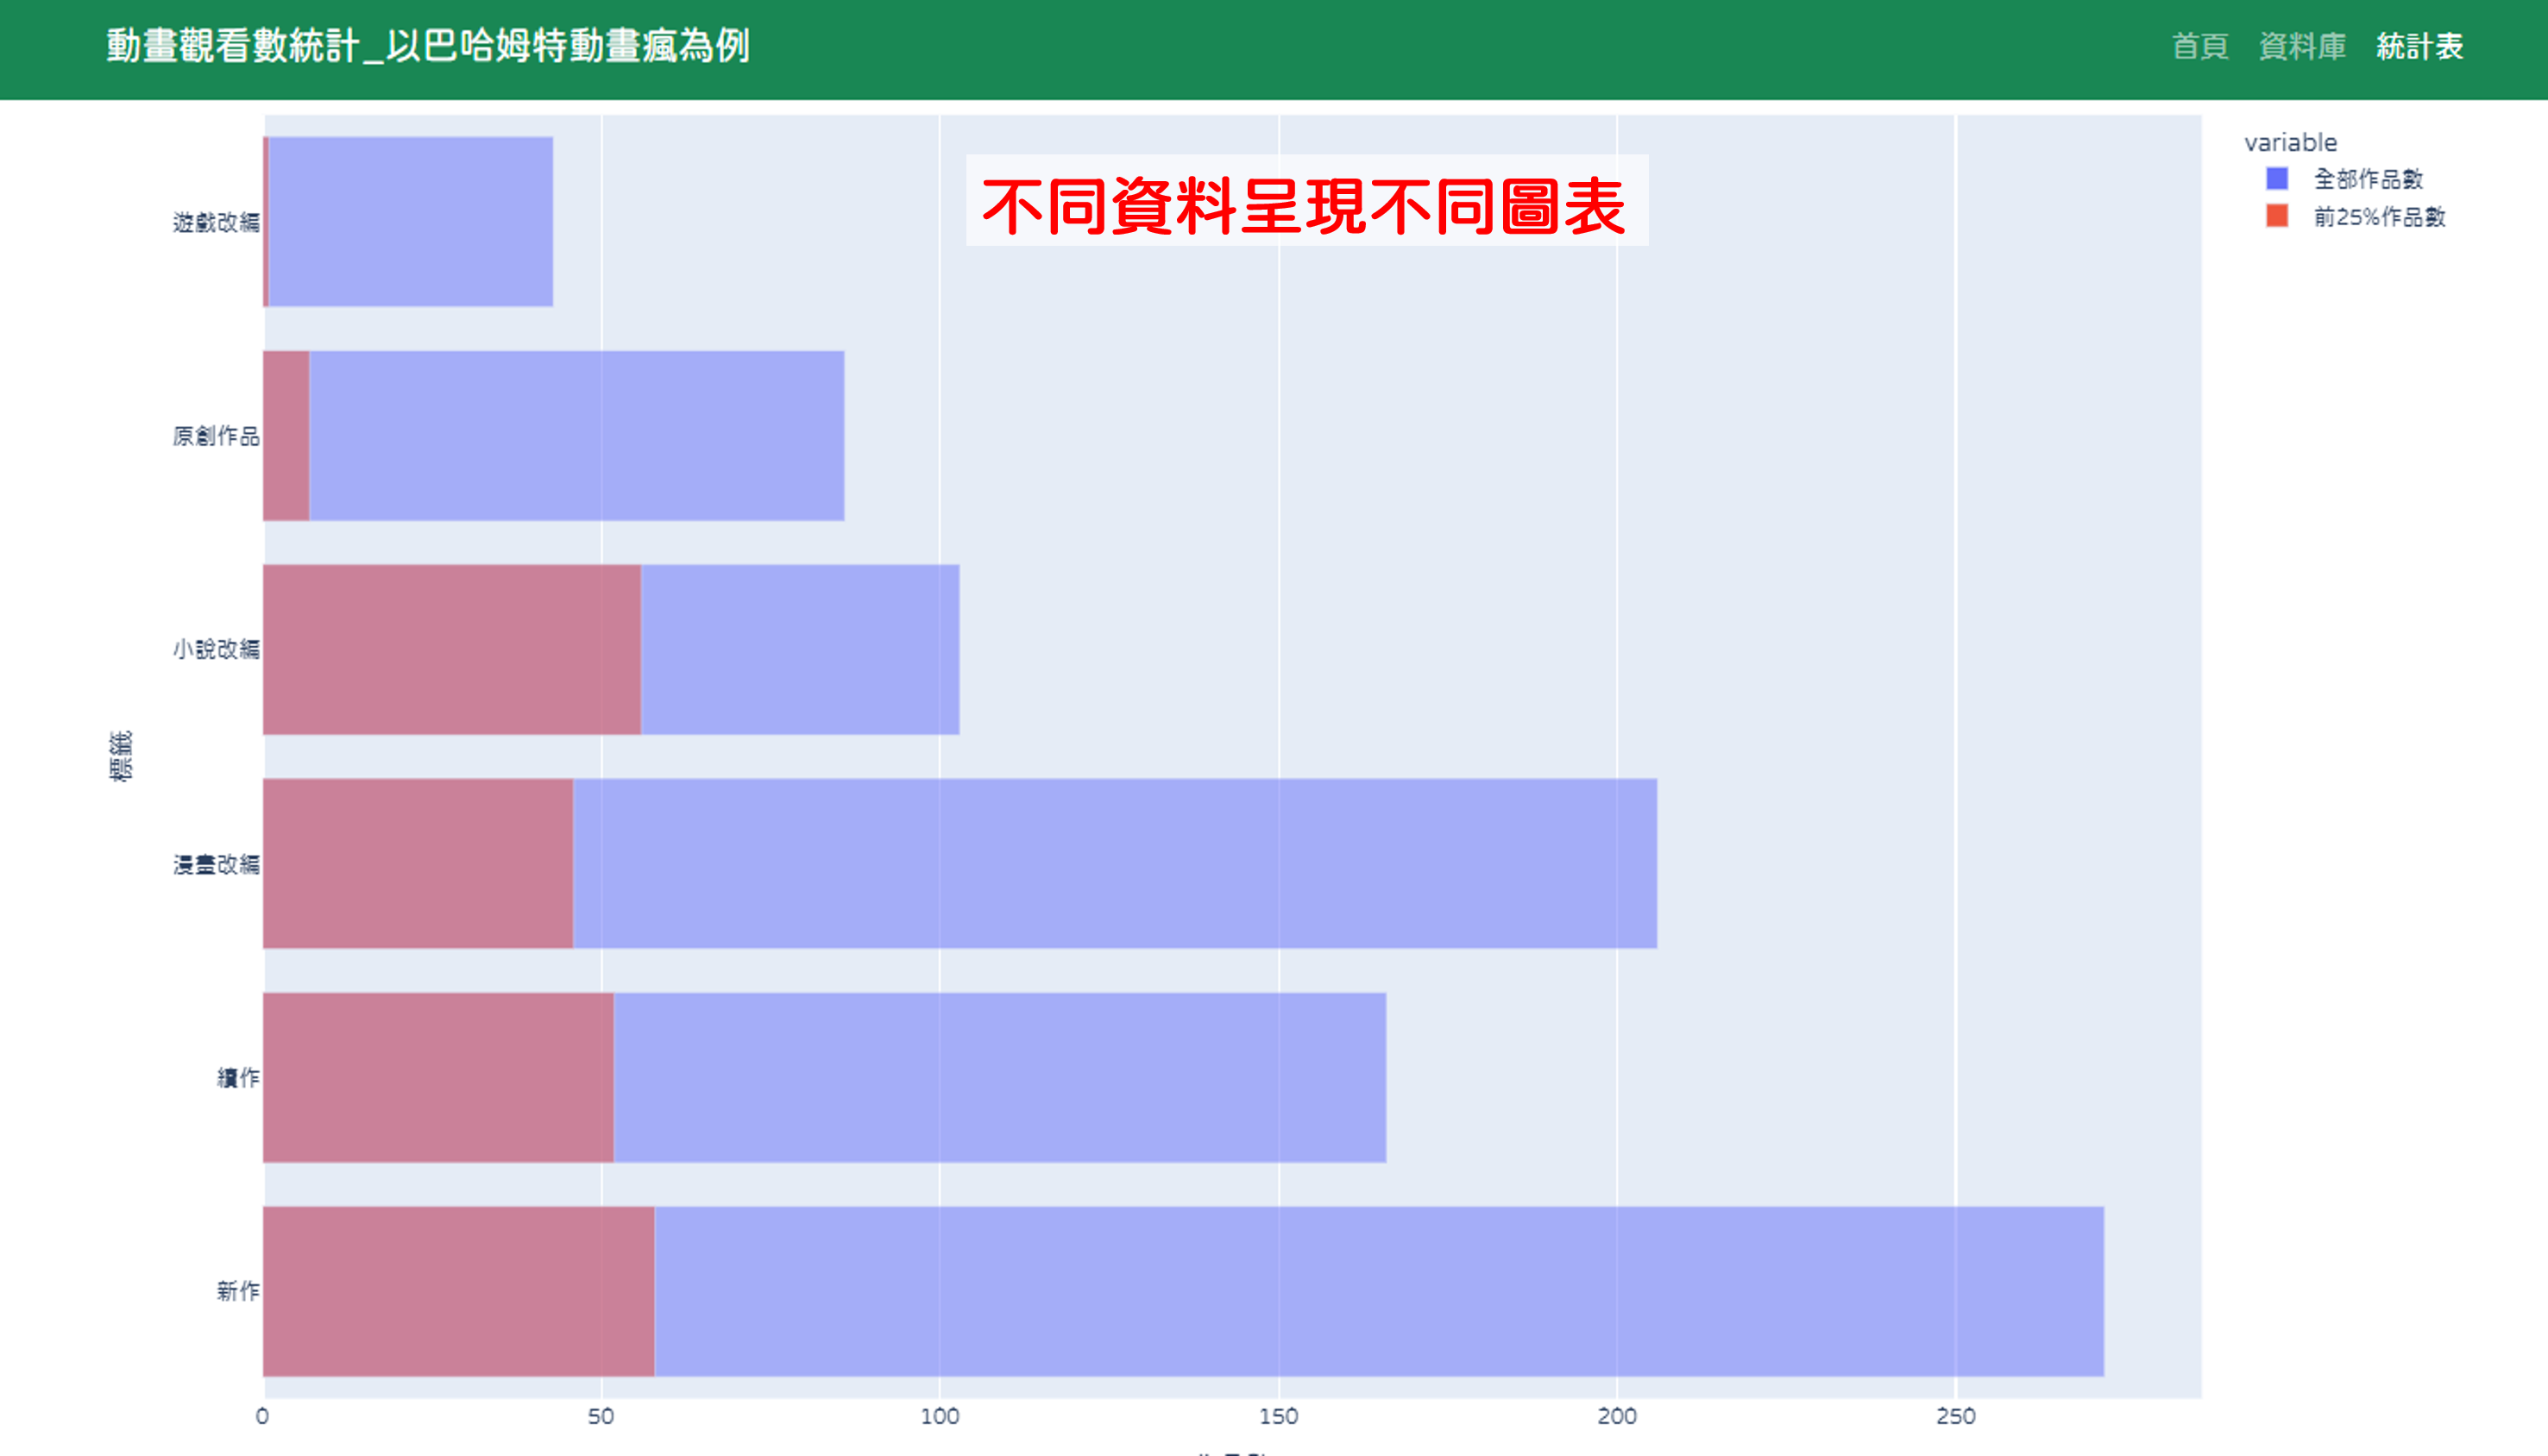 動畫觀看數統計_以巴哈姆特動畫瘋為例
首頁 資料庫 統計表
不同資料呈現不同圖表
variable
全部作品數
前25%作品數
遊戲改編
原創作品
小說改編
漫畫改編
續作
新作
標籤
0 50 100 150 200 250